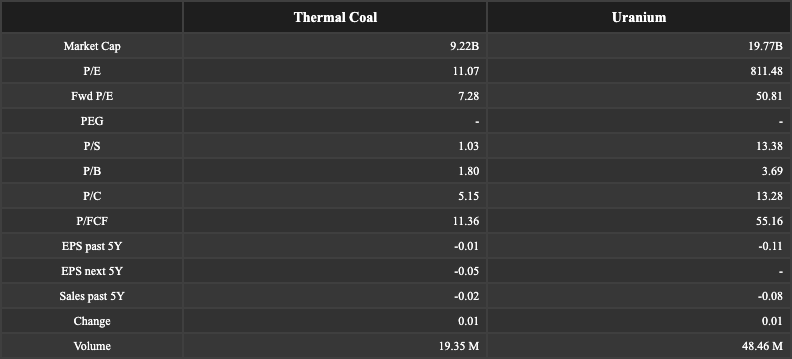 Thermal Coal Uranium
Market Cap 9.22B 19.77B
P/E 11.07 811.48
Fwd P/E 7.28 50.81
PEG - -
P/S 1.03 13.38
P/B 1.80 3.69
P/C 5.15 13.28
P/FCF 11.36 55.16
EPS past 5Y -0.01 -0.11
EPS next 5Y -0.05 -
Sales past 5Y -0.02 -0.08
Change 0.01 0.01
Volume 19.35 M 48.46 M